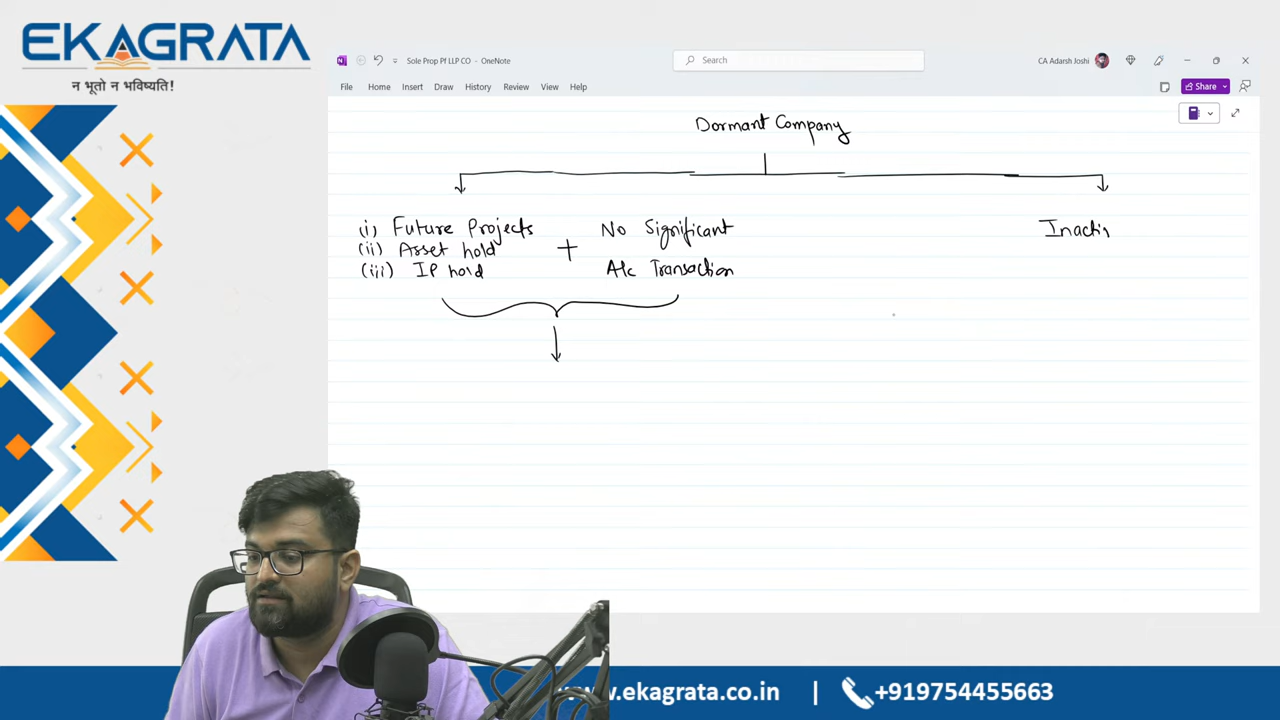 EKAGRATA
न भूतो न भविष्यति!
Sole Prop Pf LLP CO - OneNote
Search
CA Adarsh Joshi
File Home Insert Draw History Review View Help
Share
Dormant Company
(i) Future Projects
(ii) Asset hold
(iii) IP hold
+
No Significant
A/c Transaction
Inacti
www.ekagrata.co.in | +919754455663